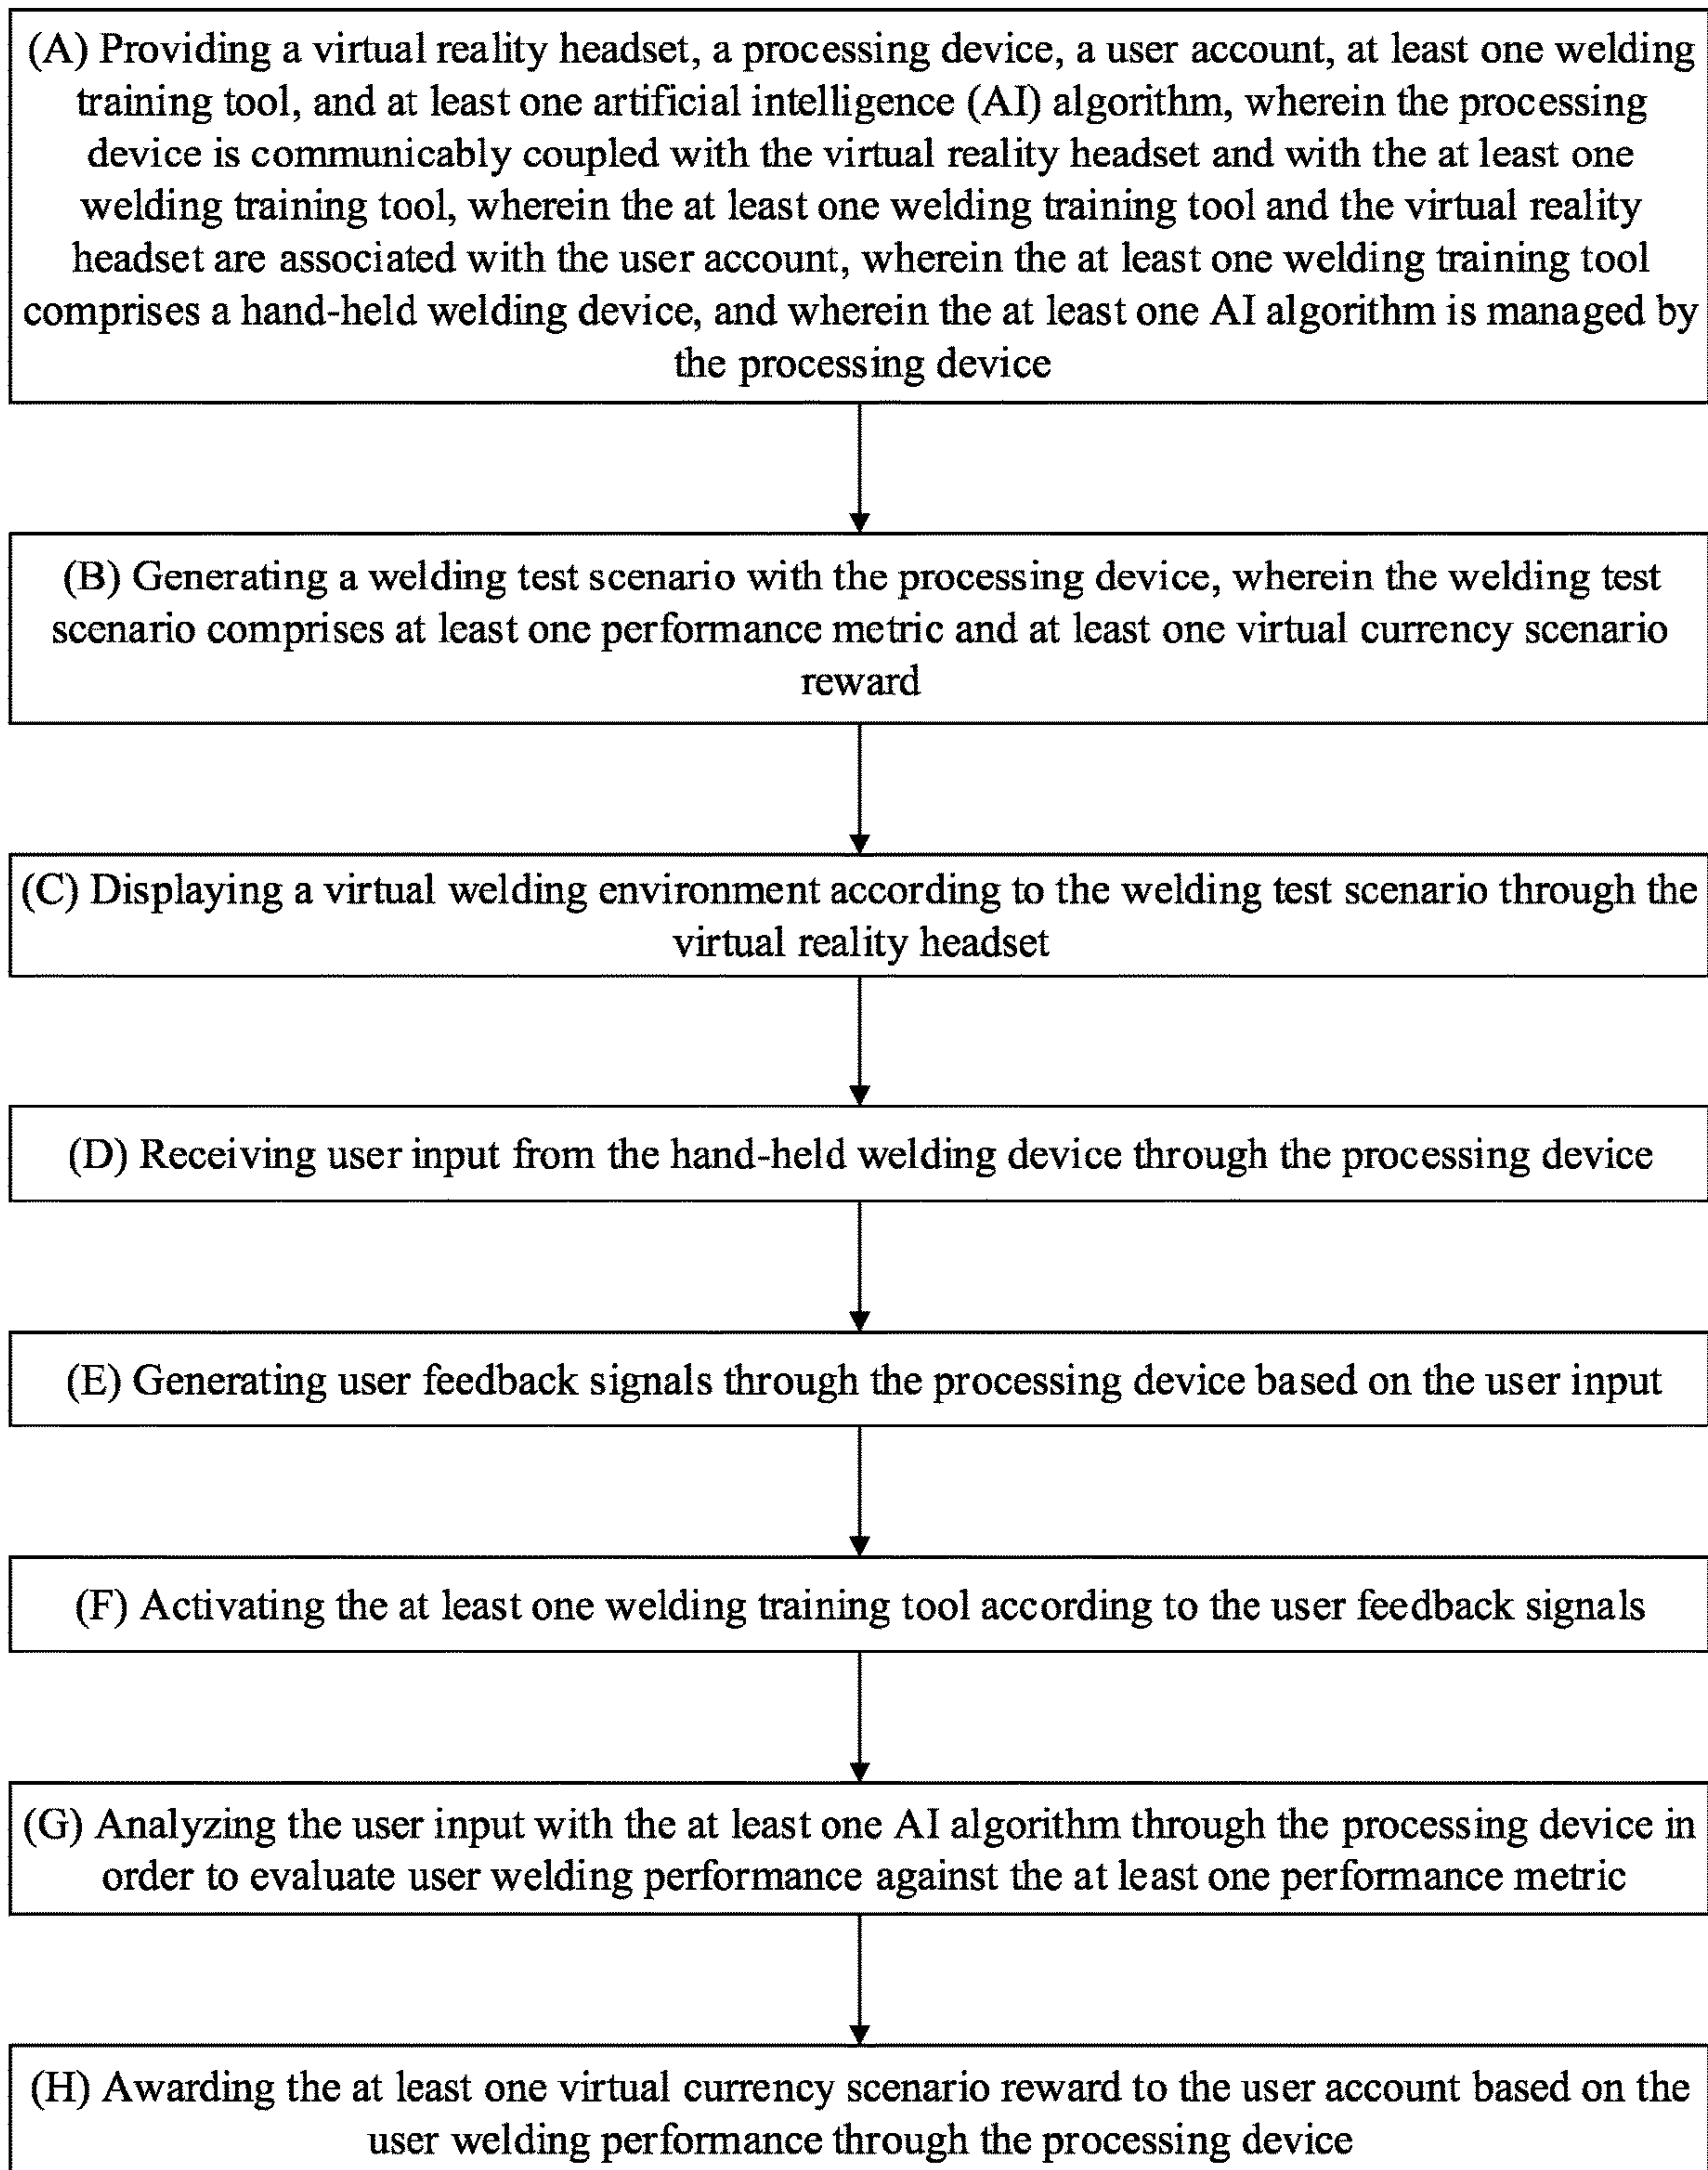 (A) Providing a virtual reality headset, a processing device, a user account, at least one welding
training tool, and at least one artificial intelligence (AI) algorithm, wherein the processing
device is communicably coupled with the virtual reality headset and with the at least one
welding training tool, wherein the at least one welding training tool and the virtual reality
headset are associated with the user account, wherein the at least one welding training tool
comprises a hand-held welding device, and wherein the at least one AI algorithm is managed by
the processing device
(B) Generating a welding test scenario with the processing device, wherein the welding test
scenario comprises at least one performance metric and at least one virtual currency scenario
reward
(C) Displaying a virtual welding environment according to the welding test scenario through the
virtual reality headset
(D) Receiving user input from the hand-held welding device through the processing device
(E) Generating user feedback signals through the processing device based on the user input
(F) Activating the at least one welding training tool according to the user feedback signals
(G) Analyzing the user input with the at least one AI algorithm through the processing device in
order to evaluate user welding performance against the at least one performance metric
(H) Awarding the at least one virtual currency scenario reward to the user account based on the
user welding performance through the processing device